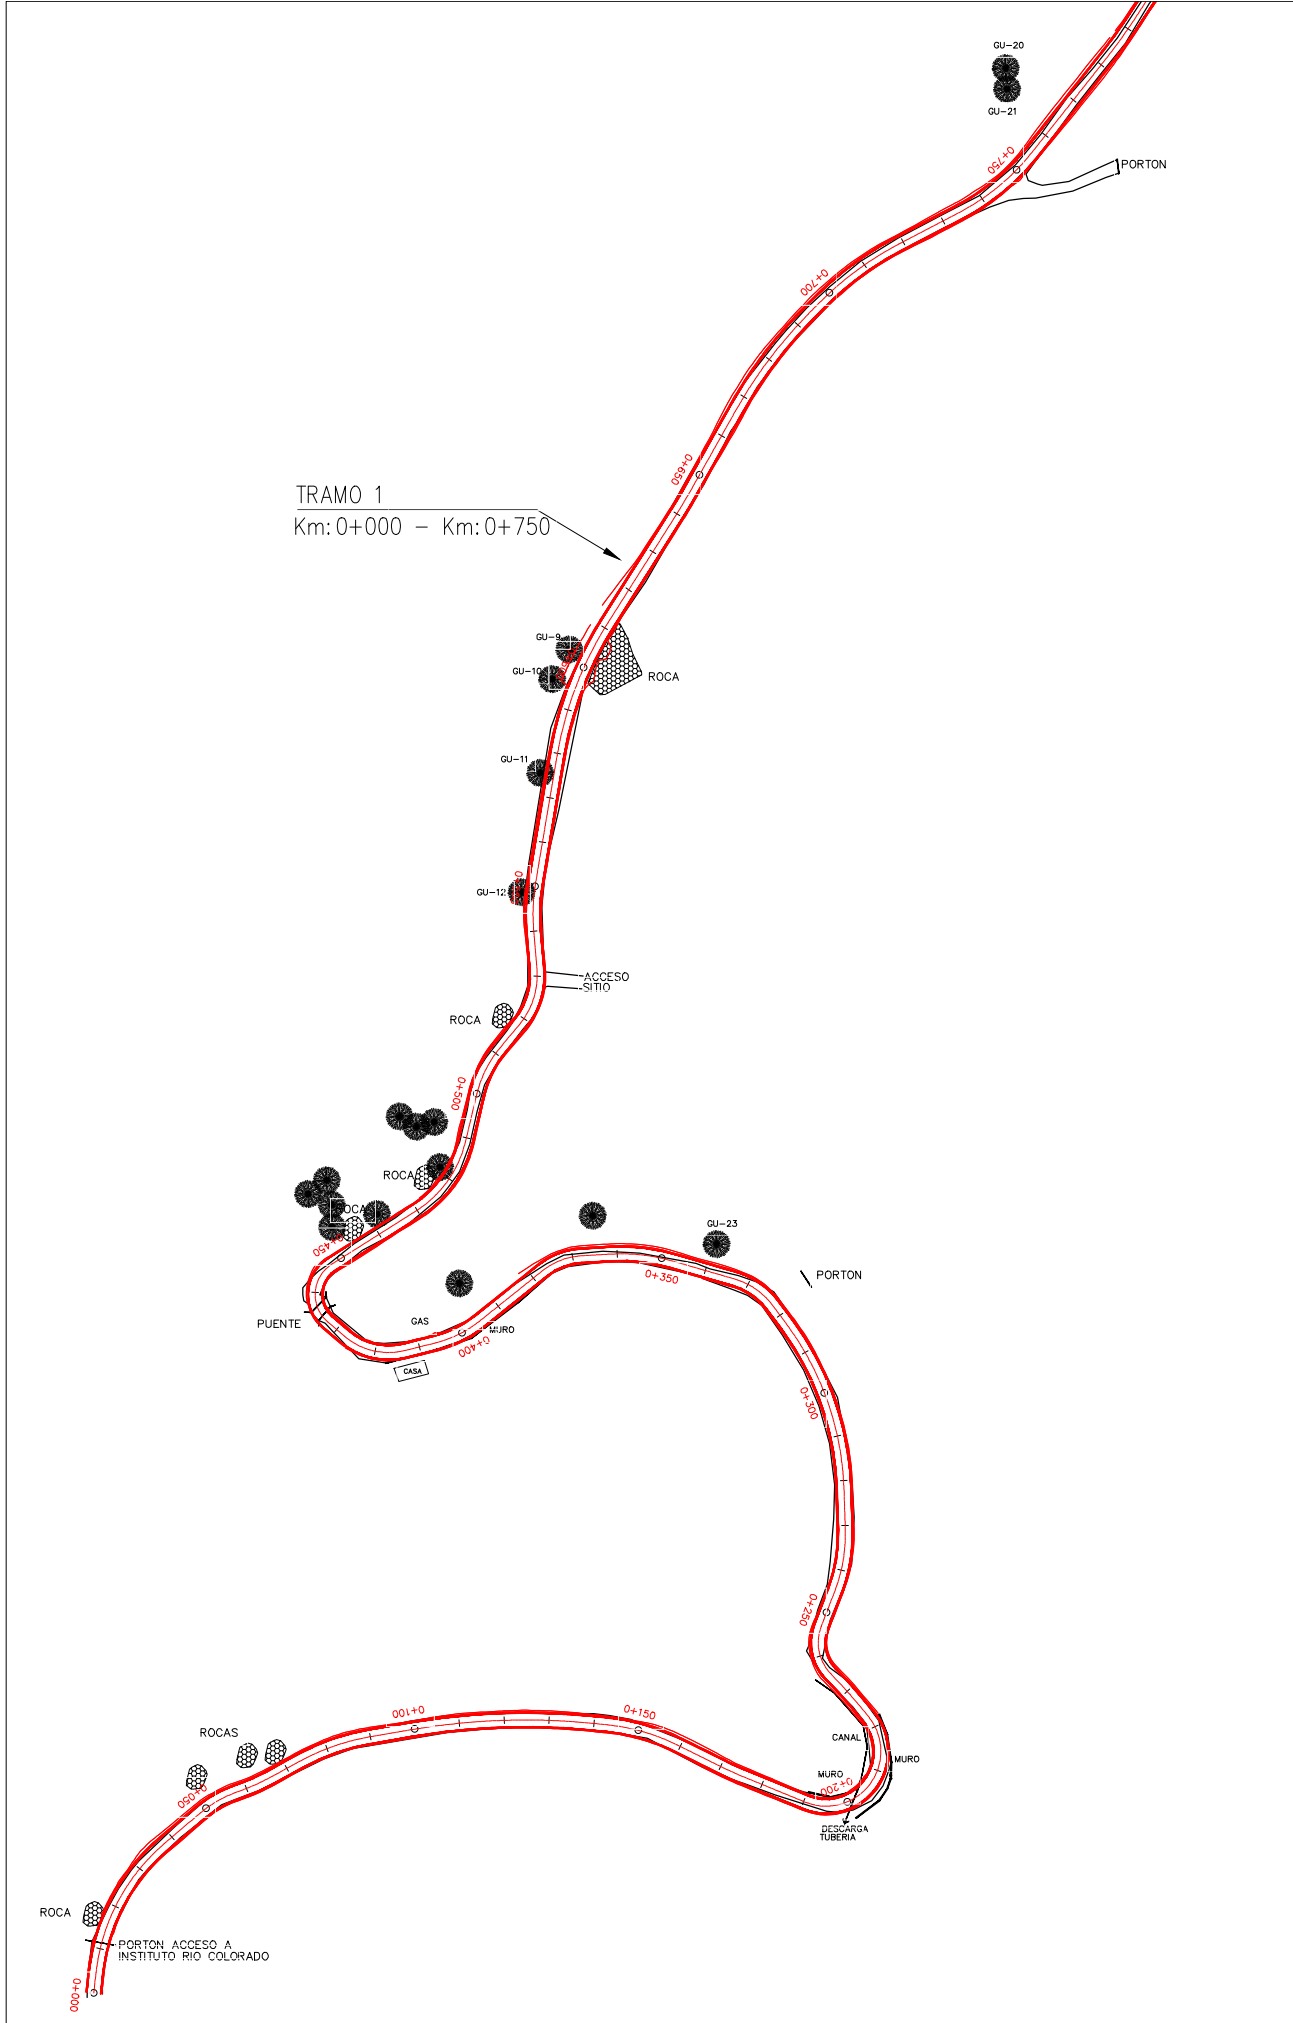 GU-20
GU-21
0+750
PORTON
0+700
0+650
TRAMO 1
Km: 0+000 - Km: 0+750
GU-9
GU-10
ROCA
GU-11
GU-12
ACCESO
SITIO
ROCA
0+500
ROCA
ROCA
0+450
GU-23
0+350
PORTON
PUENTE
GAS
MURO
0+400
CASA
0+300
0+250
0+100
0+150
ROCAS
CANAL
MURO
MURO
0+200
0+050
DESCARGA
TUBERIA
ROCA
PORTON ACCESO A
INSTITUTO RIO COLORADO
0+000